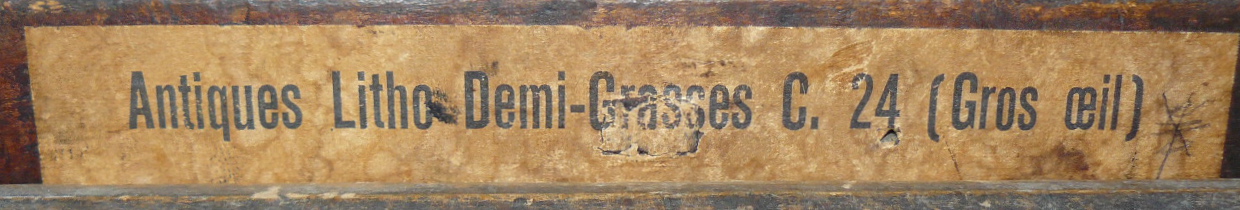 Antiques Litho Demi-Grasses C. 24 (Gros œil)